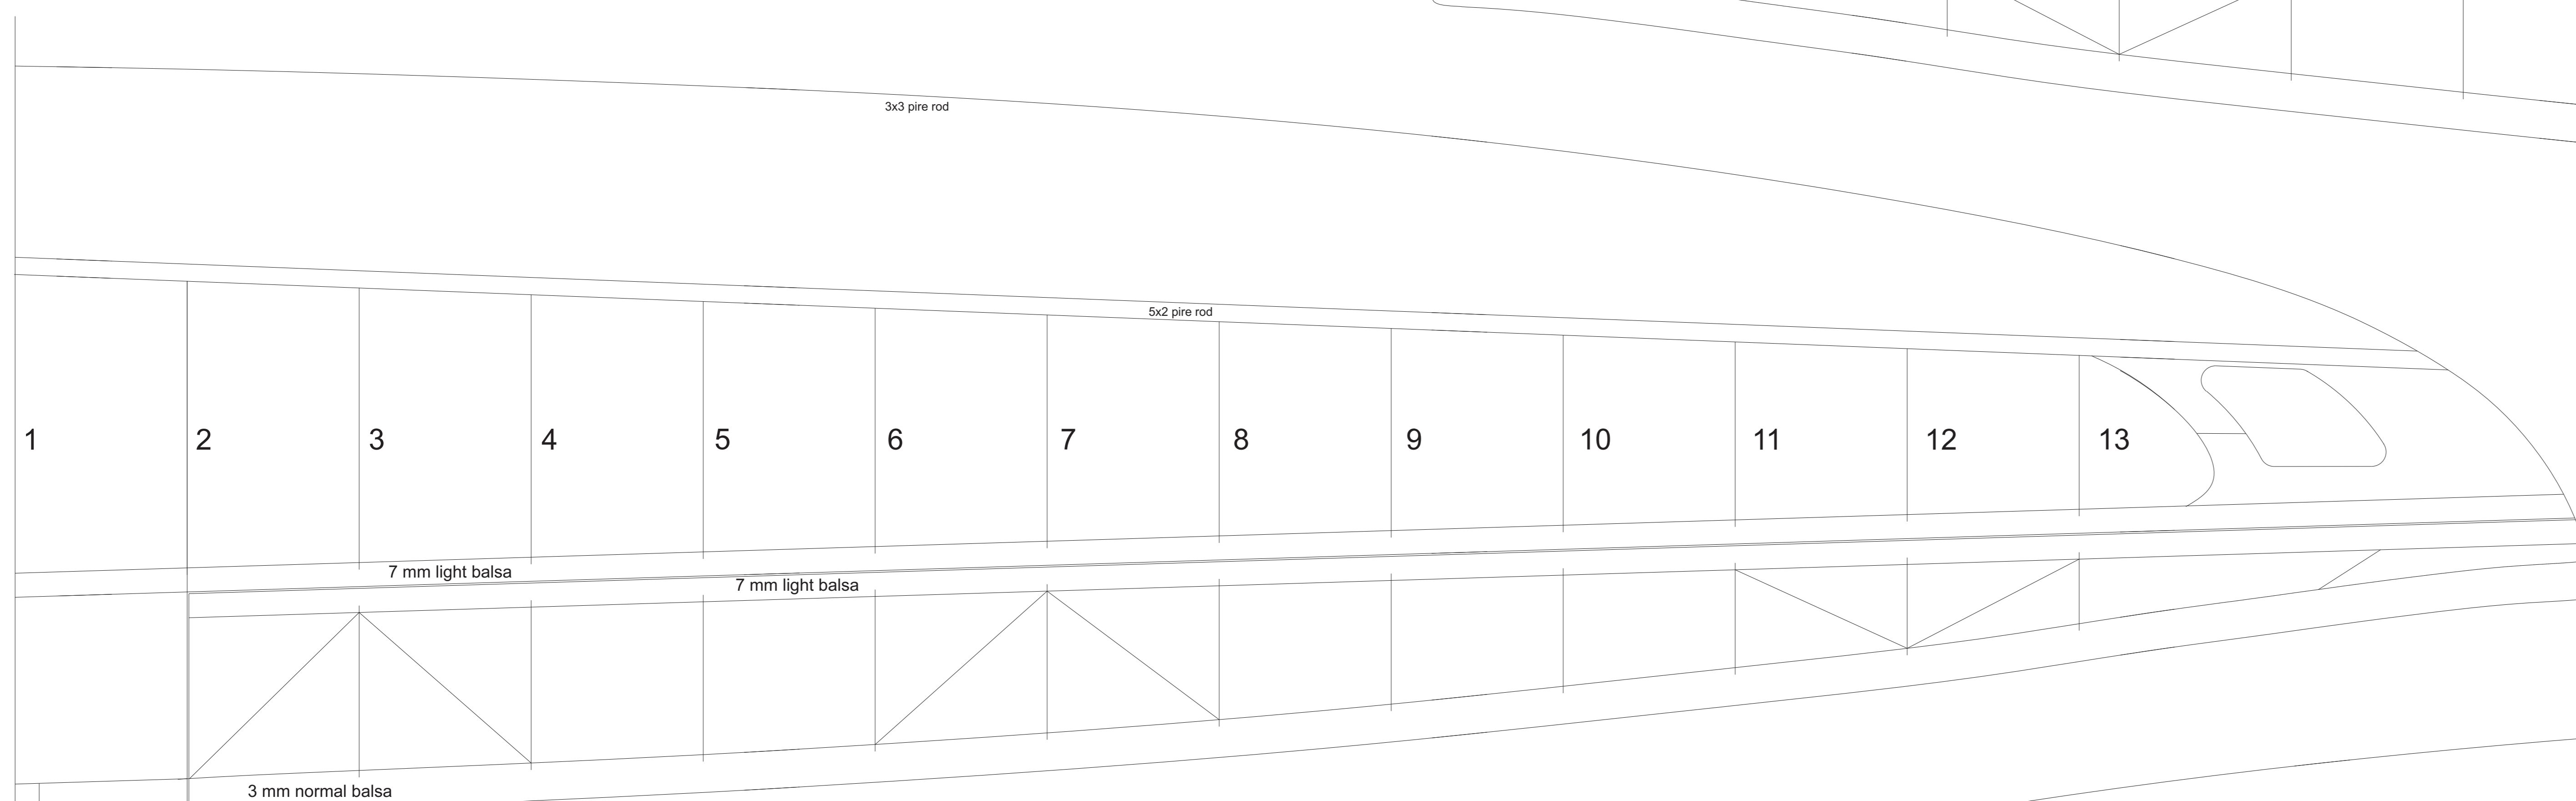 3x3 pire rod
5x2 pire rod
1
2
3
4
5
6
7
8
9
10
11
12
13
7 mm light balsa
7 mm light balsa
3 mm normal balsa